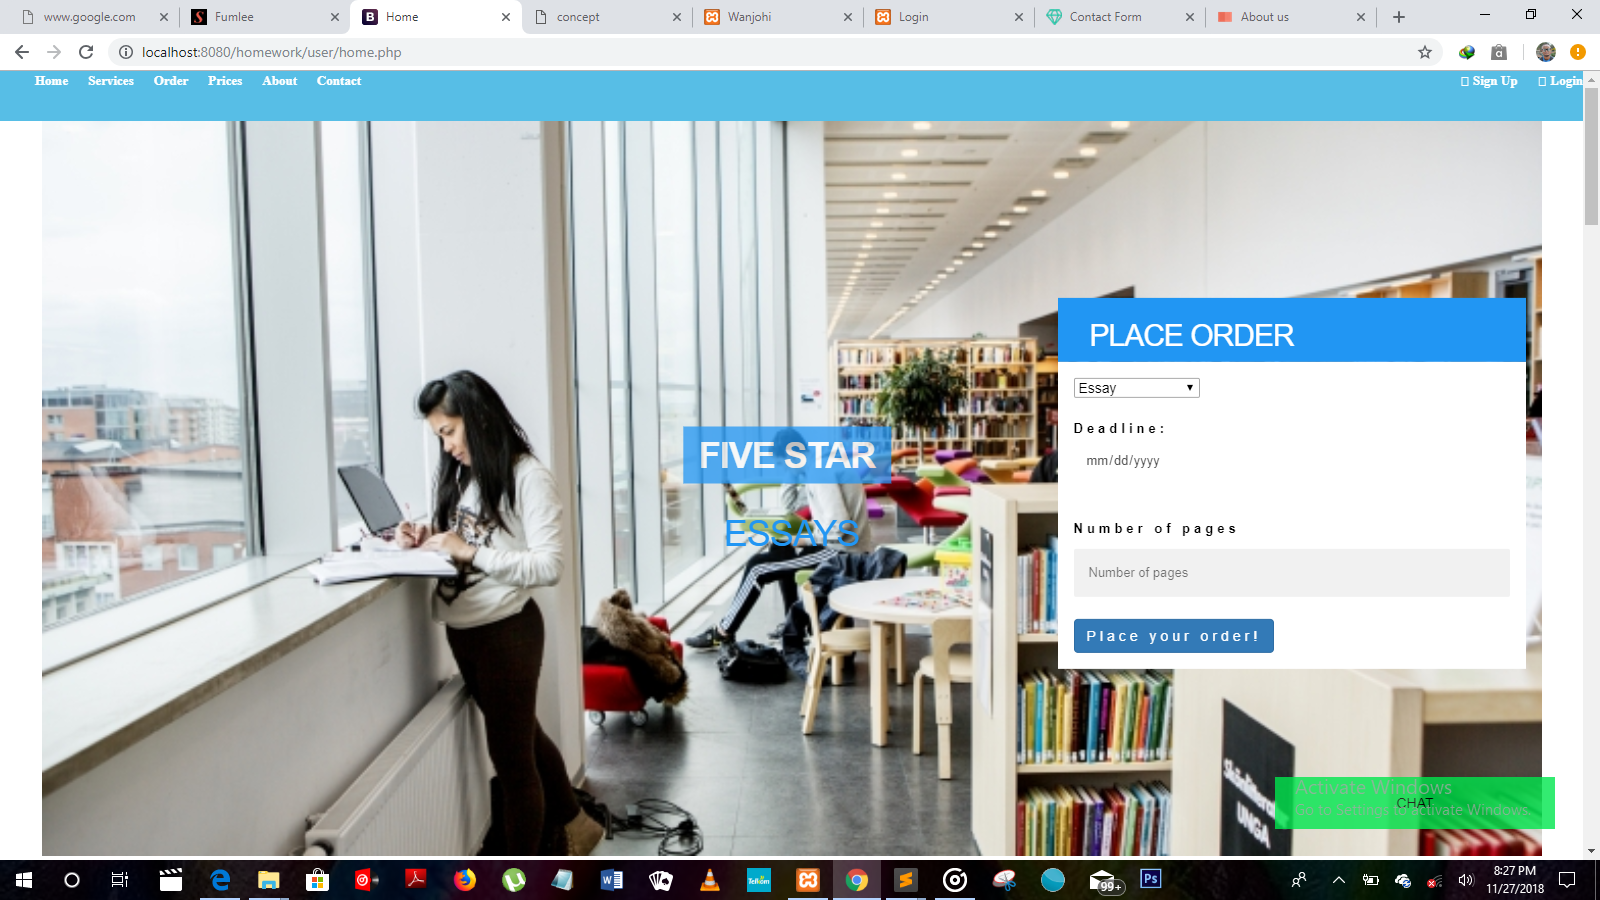 www.google.com
Fumlee
Home
concept
Wanjohi
Login
Contact Form
About us
localhost:8080/homework/user/home.php
Home Services Order Prices About Contact
Sign Up Login
PLACE ORDER
Essay
Deadline:
mm/dd/yyyy
Number of pages
Number of pages
Place your order!
FIVE STAR
ESSAYS
UNGA
Activate Windows
Go to Settings to activate Windows.
CHAT
Telkom
99+
Ps
8:27 PM
11/27/2018